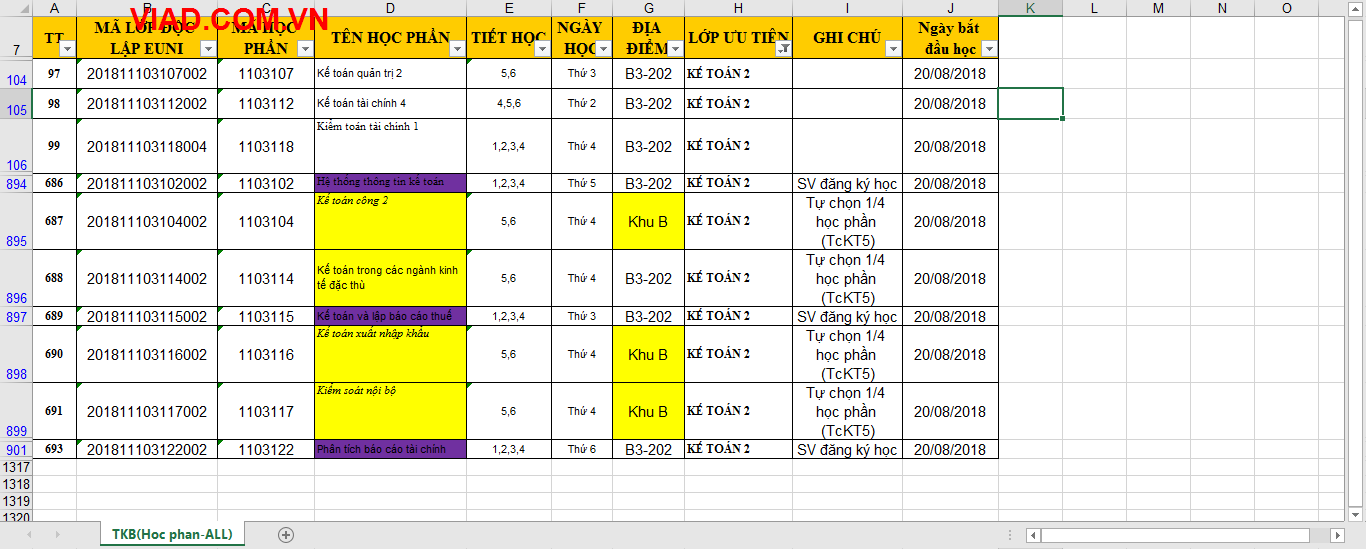 VIAD.COM.VN
A B C D E F G H I J K L M N O
7 TT MÃ LỚP ĐỘC LẬP EUNI MÃ HỌC PHẦN TÊN HỌC PHẦN TIẾT HỌC NGÀY HỌC ĐỊA ĐIỂM LỚP ƯU TIÊN GHI CHÚ Ngày bắt đầu học
104 97 201811103107002 1103107 Kế toán quản trị 2 5,6 Thứ 3 B3-202 KẾ TOÁN 2 20/08/2018
105 98 201811103112002 1103112 Kế toán tài chính 4 4,5,6 Thứ 2 B3-202 KẾ TOÁN 2 20/08/2018
106 99 201811103118004 1103118 Kiểm toán tài chính 1 1,2,3,4 Thứ 4 B3-202 KẾ TOÁN 2 20/08/2018
894 686 201811103102002 1103102 Hệ thống thông tin kế toán 1,2,3,4 Thứ 5 B3-202 KẾ TOÁN 2 SV đăng ký học 20/08/2018
895 687 201811103104002 1103104 Kế toán công 2 5,6 Thứ 4 Khu B KẾ TOÁN 2 Tự chọn 1/4 học phần (TcKT5) 20/08/2018
896 688 201811103114002 1103114 Kế toán trong các ngành kinh tế đặc thù 5,6 Thứ 4 B3-202 KẾ TOÁN 2 Tự chọn 1/4 học phần (TcKT5) 20/08/2018
897 689 201811103115002 1103115 Kế toán và lập báo cáo thuế 1,2,3,4 Thứ 3 B3-202 KẾ TOÁN 2 SV đăng ký học 20/08/2018
898 690 201811103116002 1103116 Kế toán xuất nhập khẩu 5,6 Thứ 4 Khu B KẾ TOÁN 2 Tự chọn 1/4 học phần (TcKT5) 20/08/2018
899 691 201811103117002 1103117 Kiểm soát nội bộ 5,6 Thứ 4 Khu B KẾ TOÁN 2 Tự chọn 1/4 học phần (TcKT5) 20/08/2018
901 693 201811103122002 1103122 Phân tích báo cáo tài chính 1,2,3,4 Thứ 6 B3-202 KẾ TOÁN 2 SV đăng ký học 20/08/2018
1317
1318
1319
1320
TKB(Hoc phan-ALL)